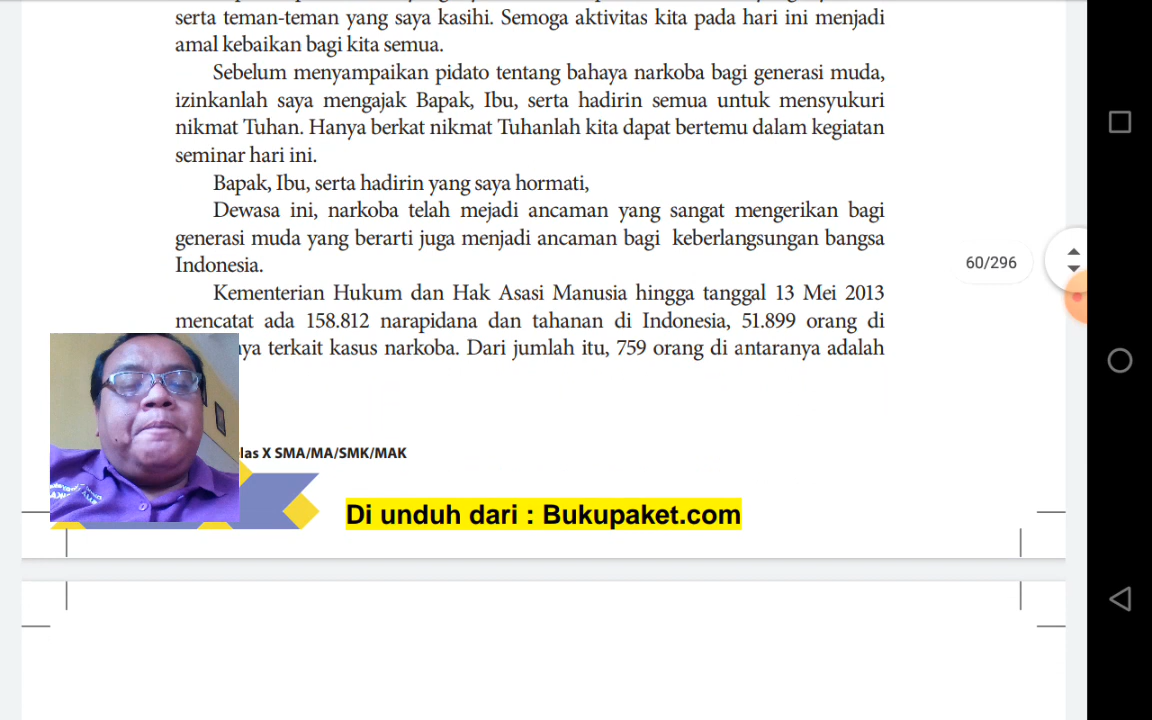 serta teman-teman yang saya kasihi. Semoga aktivitas kita pada hari ini menjadi
amal kebaikan bagi kita semua.
Sebelum menyampaikan pidato tentang bahaya narkoba bagi generasi muda,
izinkanlah saya mengajak Bapak, Ibu, serta hadirin semua untuk mensyukuri
nikmat Tuhan. Hanya berkat nikmat Tuhanlah kita dapat bertemu dalam kegiatan
seminar hari ini.
Bapak, Ibu, serta hadirin yang saya hormati,
Dewasa ini, narkoba telah mejadi ancaman yang sangat mengerikan bagi
generasi muda yang berarti juga menjadi ancaman bagi keberlangsungan bangsa
Indonesia.
60/296
Kementerian Hukum dan Hak Asasi Manusia hingga tanggal 13 Mei 2013
mencatat ada 158.812 narapidana dan tahanan di Indonesia, 51.899 orang di
ya terkait kasus narkoba. Dari jumlah itu, 759 orang di antaranya adalah
las X SMA/MA/SMK/MAK
Di unduh dari : Bukupaket.com